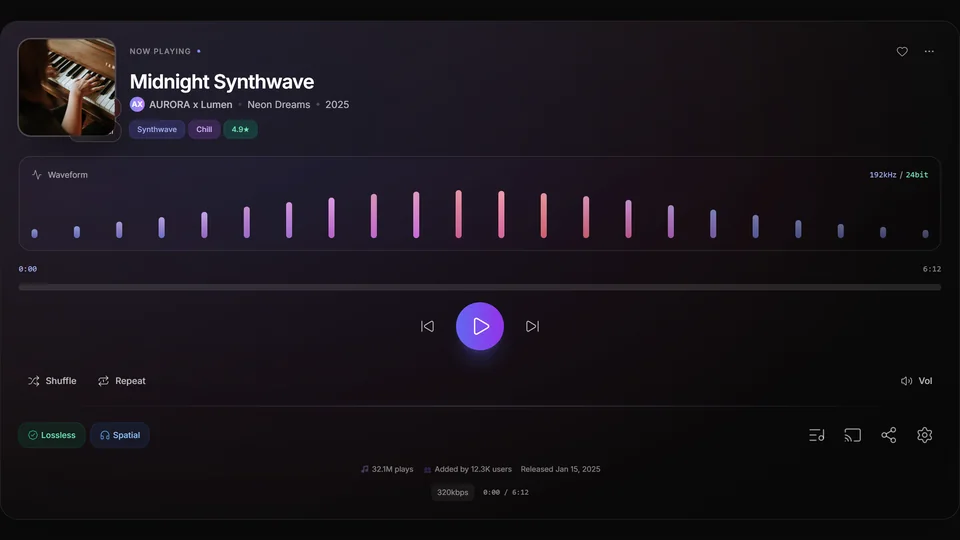 NOW PLAYING
Midnight Synthwave
AX AURORA x Lumen • Neon Dreams • 2025
Synthwave Chill 4.9★
Waveform 192kHz / 24bit
0:00 6:12
Shuffle Repeat Vol
Lossless Spatial
32.1M plays Added by 12.3K users Released Jan 15, 2025
320kbps 0:00 / 6:12